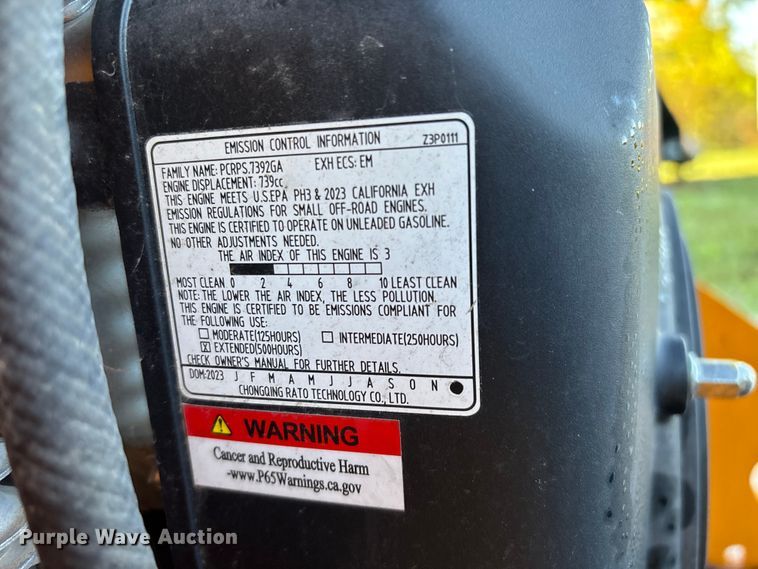 EMISSION CONTROL INFORMATION Z3P0111
FAMILY NAME: PCRPS.7392GA EXH ECS: EM
ENGINE DISPLACEMENT: 739cc
THIS ENGINE MEETS U.S.EPA PH3 & 2023 CALIFORNIA EXH
EMISSION REGULATIONS FOR SMALL OFF-ROAD ENGINES.
THIS ENGINE IS CERTIFIED TO OPERATE ON UNLEADED GASOLINE.
NO OTHER ADJUSTMENTS NEEDED.
THE AIR INDEX OF THIS ENGINE IS 3
MOST CLEAN 0 2 4 6 8 10 LEAST CLEAN
NOTE: THE LOWER THE AIR INDEX, THE LESS POLLUTION.
THIS ENGINE IS CERTIFIED TO BE EMISSIONS COMPLIANT FOR
THE FOLLOWING USE:
☐ MODERATE(125HOURS) ☐ INTERMEDIATE(250HOURS)
☒ EXTENDED(500HOURS)
CHECK OWNER'S MANUAL FOR FURTHER DETAILS.
DOM:2023 J F M A M J J A S O N
CHONGQING RATO TECHNOLOGY CO., LTD.
WARNING
Cancer and Reproductive Harm
-www.P65Warnings.ca.gov
Purple Wave Auction